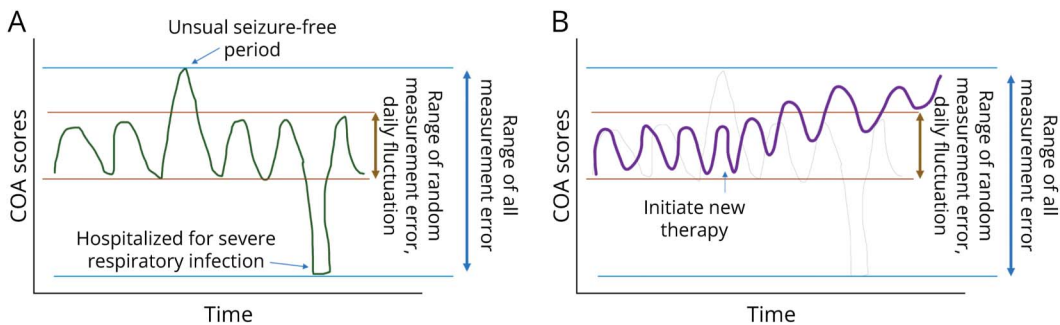 A
Unsual seizure-free
period
COA scores
Hospitalized for severe
respiratory infection
Time
Range of random
measurement error,
daily fluctuation
Range of all
measurement error
B
COA scores
Initiate new
therapy
Time
Range of random
measurement error,
daily fluctuation
Range of all
measurement error